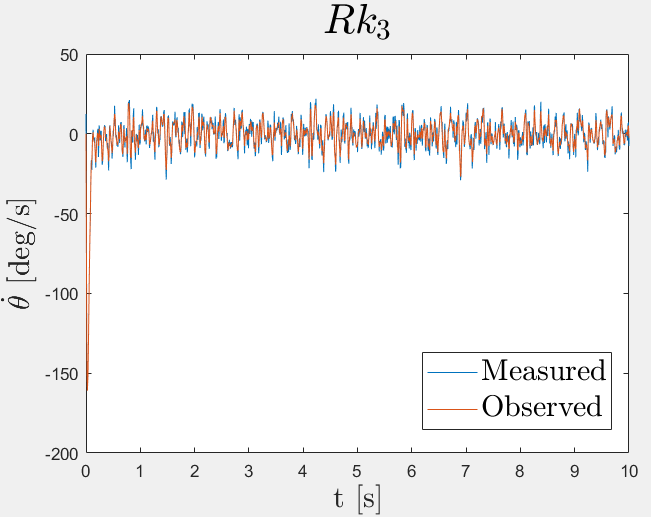 Rk₃
50
0
-50
-100
-150
-200
θ̇ [deg/s]
Measured
Observed
0 1 2 3 4 5 6 7 8 9 10
t [s]